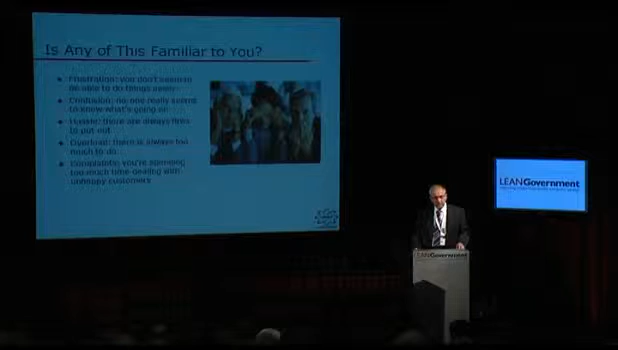 Is Any of This Familiar to You?
Frustration: you don't seem to
be able to do things easily
Confusion: no one really seems
to know what's going on
there are always fires
to put out
Overload: there is always too
much to do...
Complaints: you're spending
too much time dealing with
unhappy customers
LEANGovernment
LEANGovernment